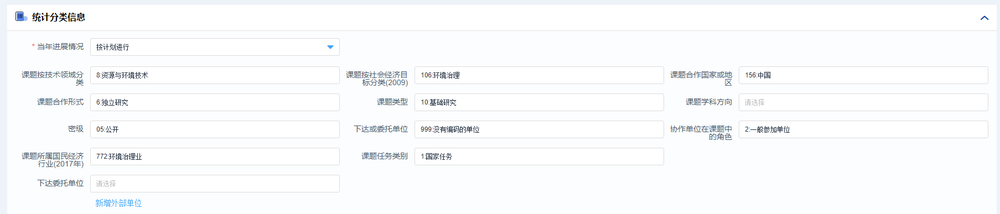 统计分类信息
* 当年进展情况 按计划进行
课题按技术领域分
类
8:资源与环境技术
课题按社会经济目
标分类(2009)
106:环境治理
课题合作国家或地
区
156:中国
课题合作形式 6:独立研究
课题类型 10:基础研究
课题学科方向 请选择
密级 05:公开
下达或委托单位 999:没有编码的单位
协作单位在课题中
的角色
2:一般参加单位
课题所属国民经济
行业(2017年)
772:环境治理业
课题任务类别 1:国家任务
下达委托单位 请选择
新增外部单位